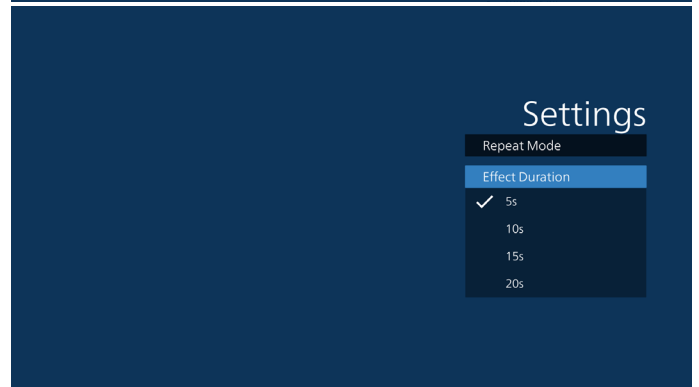 Settings
Repeat Mode
Effect Duration
5s
10s
15s
20s